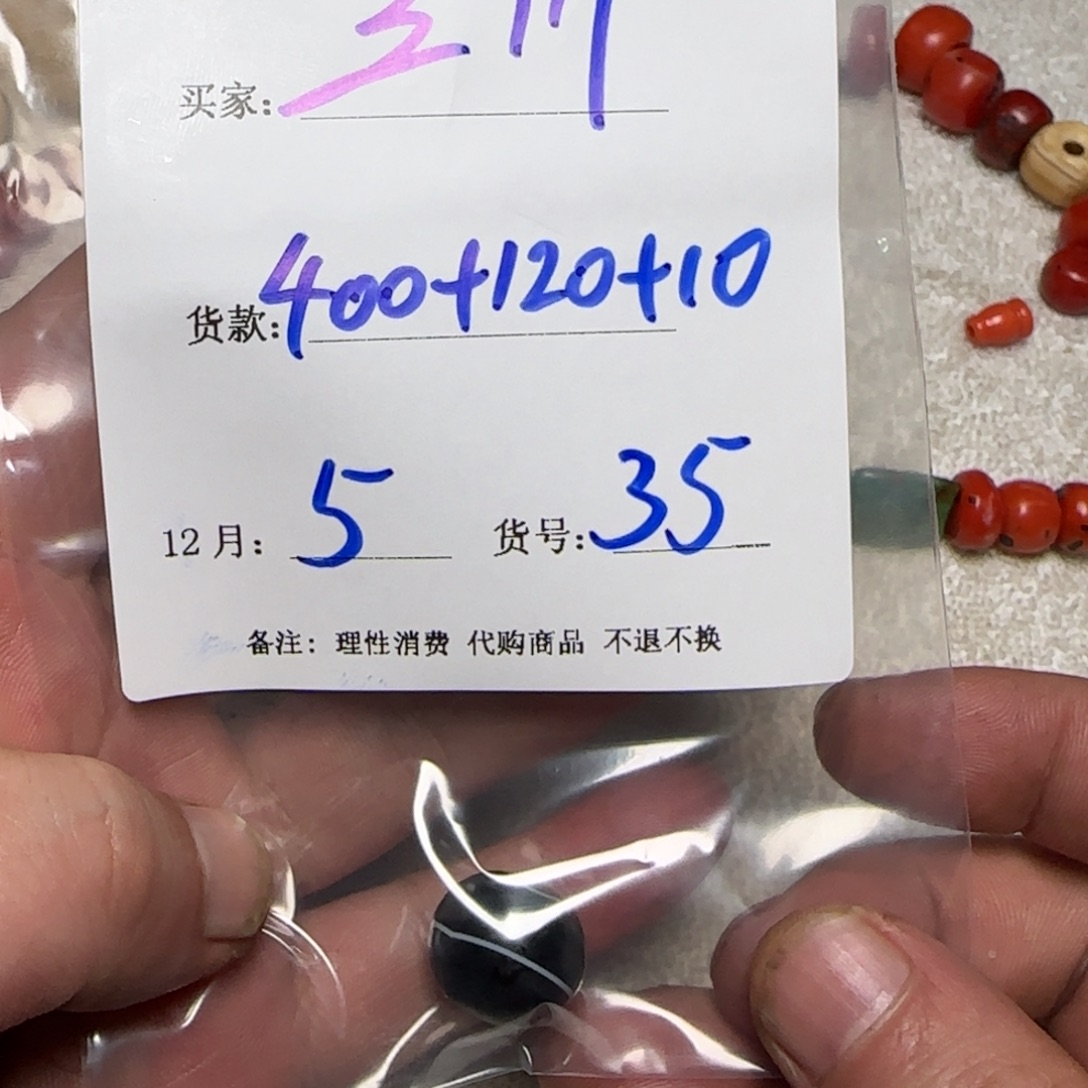 买家:
货款: 400+120+10
12月: 5 货号: 35
备注: 理性消费 代购商品 不退不换